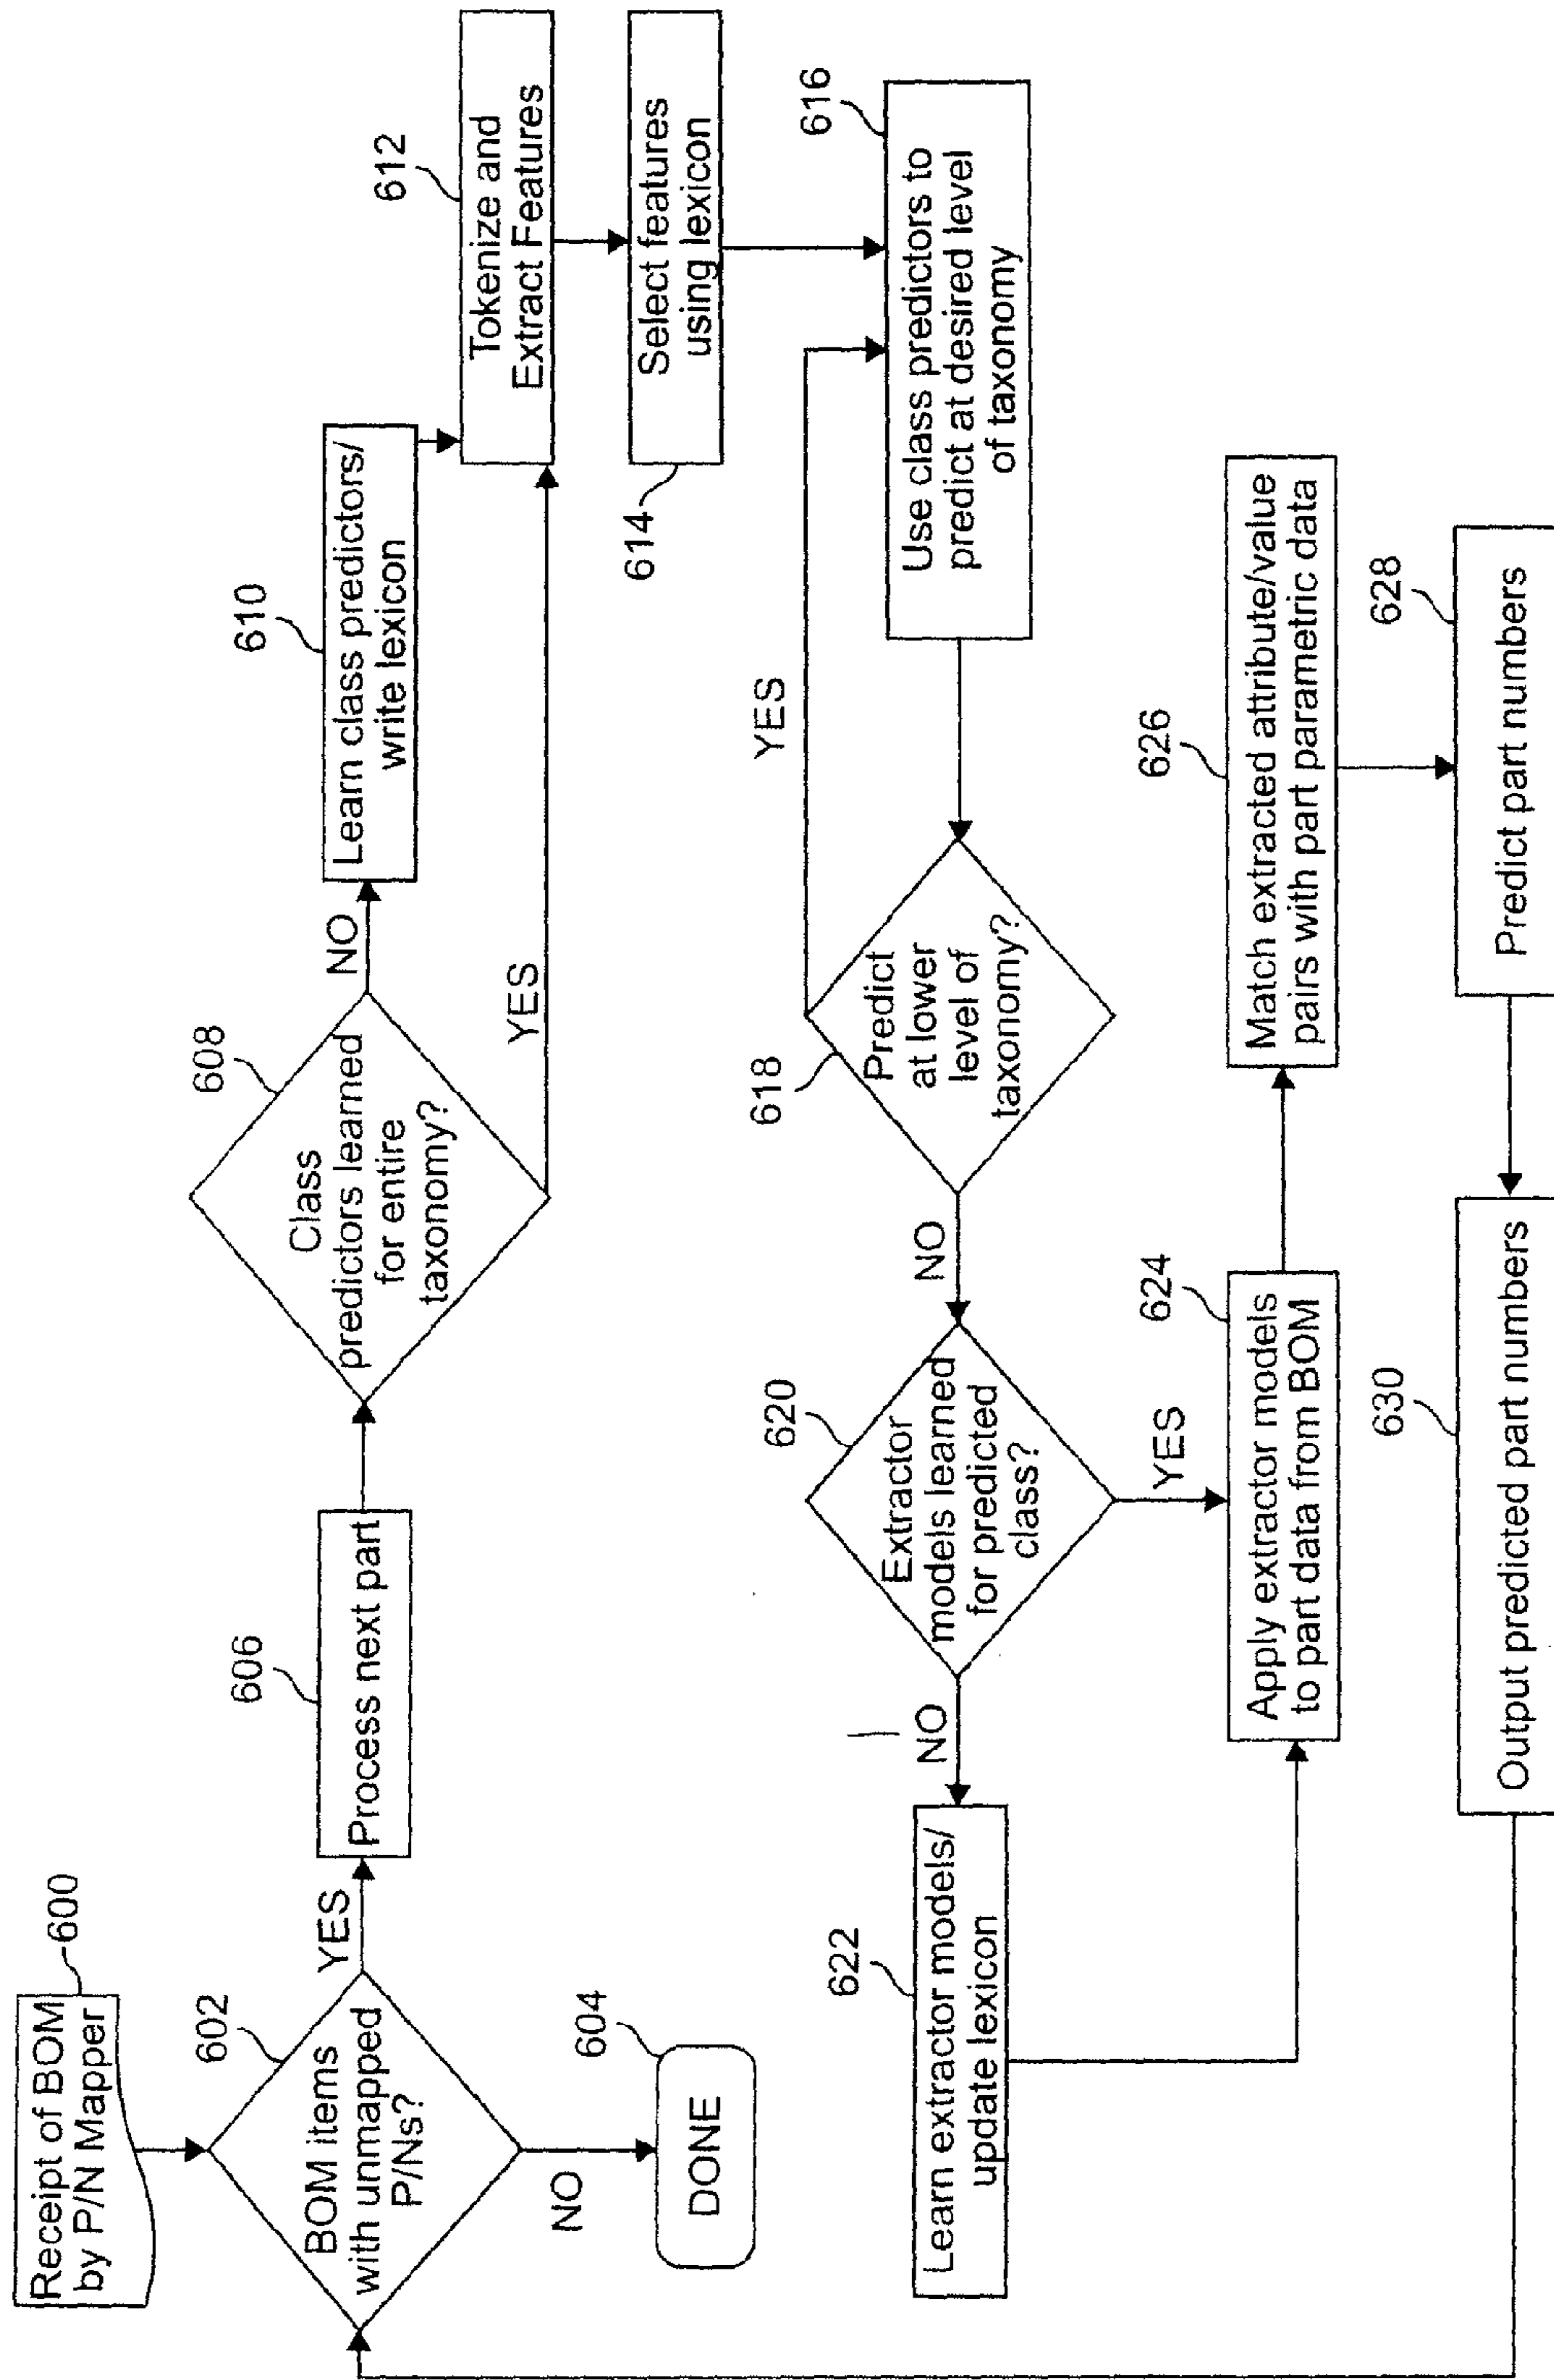 Receipt of BOM
by P/N Mapper
600
602
BOM items
with unmapped
P/Ns?
YES
NO
604
DONE
606
Process next part
608
Class
predictors learned
for entire
taxonomy?
NO
YES
610
Learn class predictors/
write lexicon
612
Tokenize and
Extract Features
614
Select features
using lexicon
616
Use class predictors to
predict at desired level
of taxonomy
YES
618
Predict
at lower
level of
taxonomy?
NO
620
Extractor
models learned
for predicted
class?
NO
YES
622
Learn extractor models/
update lexicon
624
Apply extractor models
to part data from BOM
626
Match extracted attribute/value
pairs with part parametric data
628
Predict part numbers
630
Output predicted part numbers